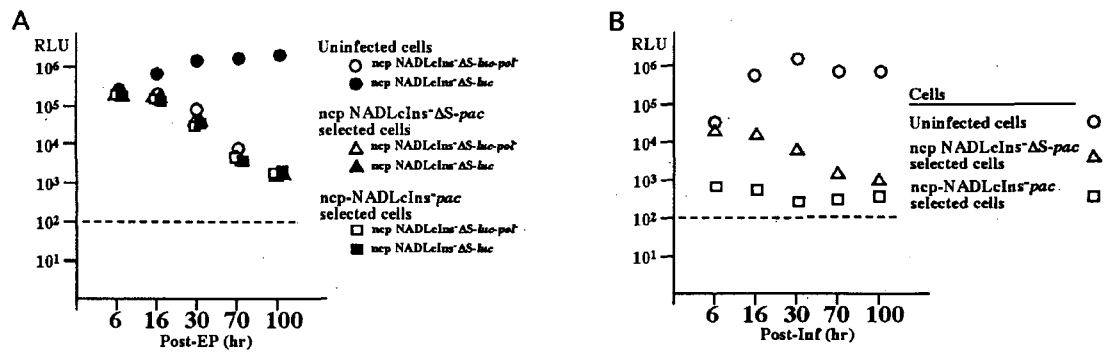 A
RLU
10⁶
10⁵
10⁴
10³
10²
10¹
6 16 30 70 100
Post-EP (hr)
Uninfected cells
ncp NADLcIns⁻ΔS-luc-pol⁻
ncp NADLcIns⁻ΔS-luc
ncp NADLcIns⁻ΔS-pac
selected cells
ncp NADLcIns⁻ΔS-luc-pol⁻
ncp NADLcIns⁻ΔS-luc
ncp-NADLcIns⁻pac
selected cells
ncp NADLcIns⁻ΔS-luc-pol⁻
ncp NADLcIns⁻ΔS-luc
B
RLU
10⁶
10⁵
10⁴
10³
10²
10¹
6 16 30 70 100
Post-Inf (hr)
Cells
Uninfected cells
ncp NADLcIns⁻ΔS-pac
selected cells
ncp-NADLcIns⁻pac
selected cells